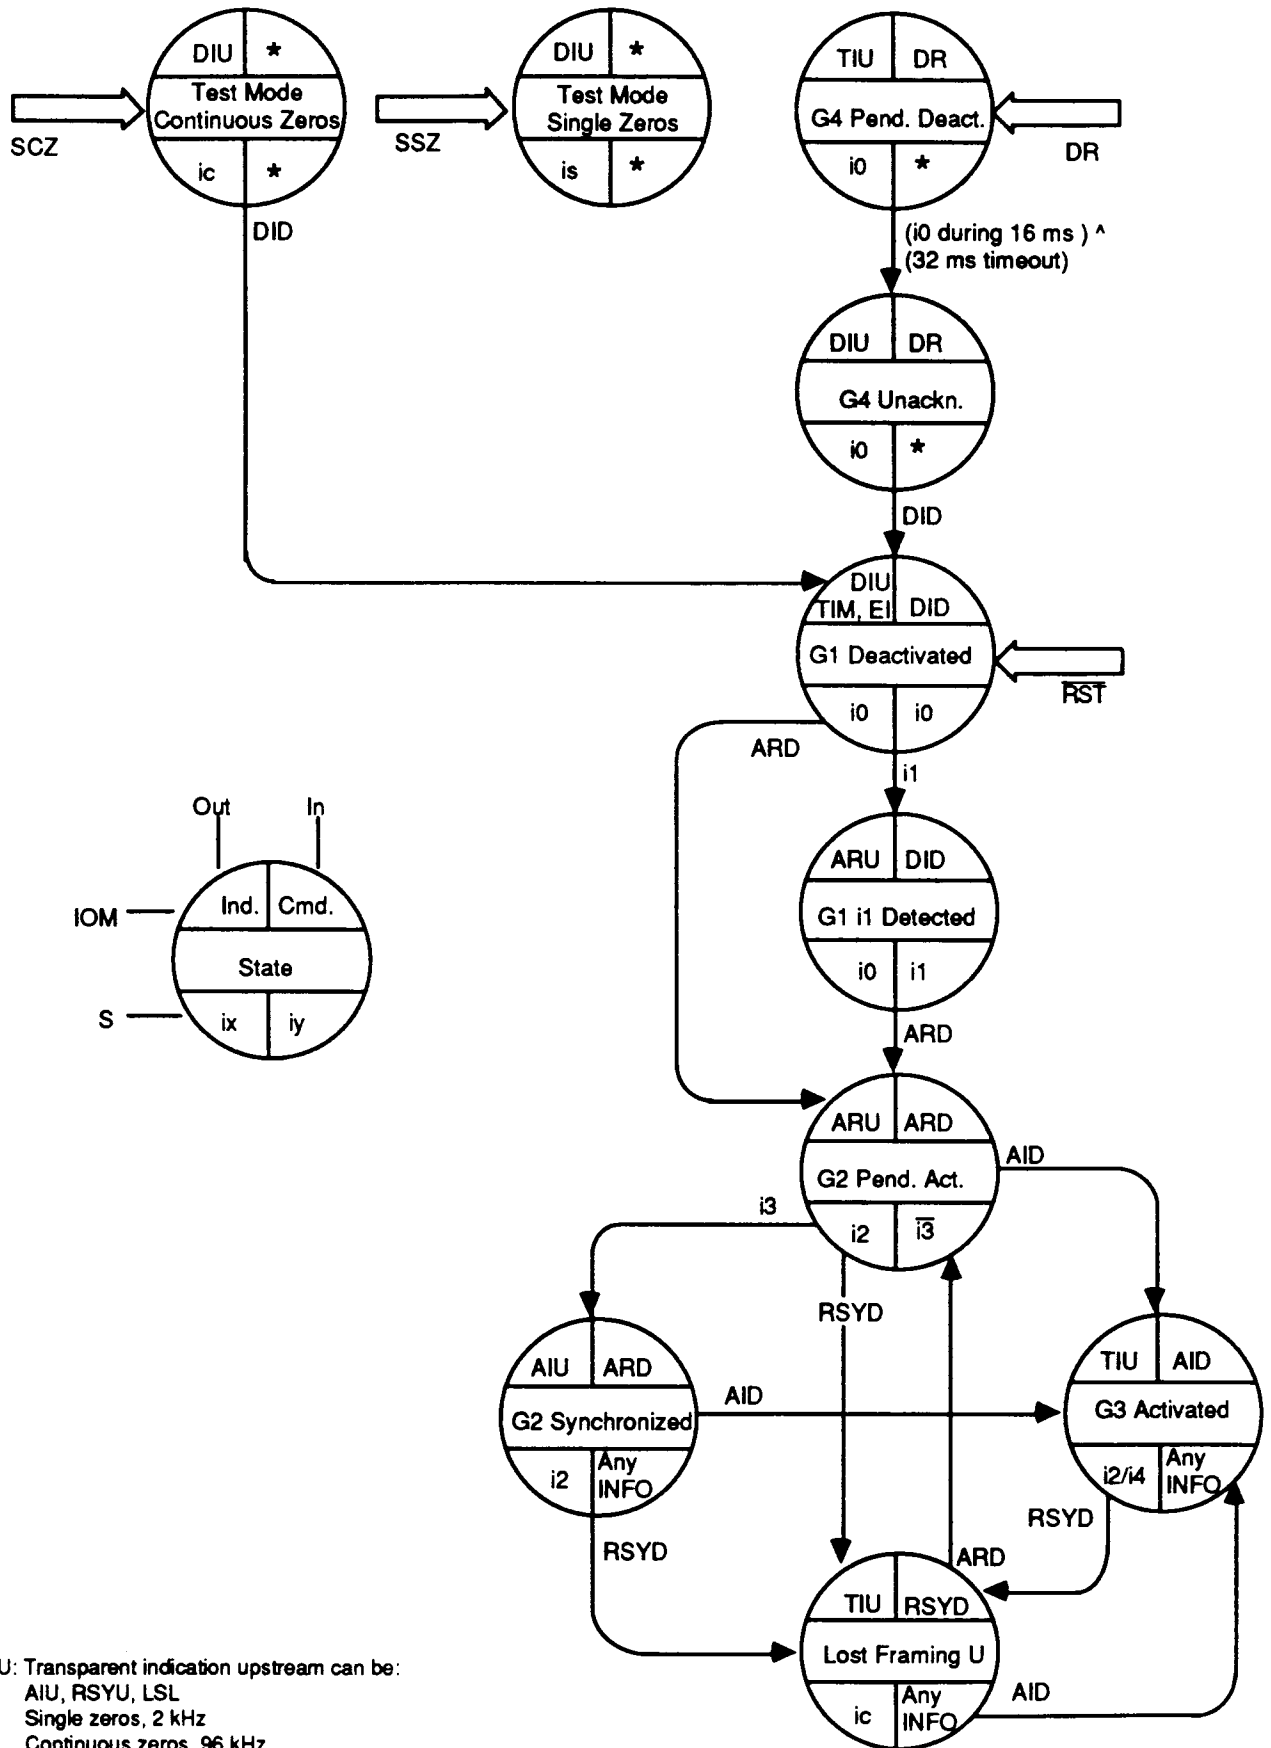 DIU *
Test Mode
Continuous Zeros
ic *
SCZ
DID
DIU *
Test Mode
Single Zeros
is *
SSZ
TIU DR
G4 Pend. Deact.
i0 *
DR
(i0 during 16 ms ) ^
(32 ms timeout)
DIU DR
G4 Unackn.
i0 *
DID
DIU
TIM, EI DID
G1 Deactivated
i0 i0
RST
ARD
i1
ARU DID
G1 i1 Detected
i0 i1
ARD
Out In
IOM
Ind. Cmd.
State
S
ix iy
ARU ARD
G2 Pend. Act.
i2 i3
AID
i3
RSYD
AIU ARD
G2 Synchronized
i2 Any
INFO
AID
TIU AID
G3 Activated
i2/i4 Any
INFO
RSYD
RSYD
ARD
TIU RSYD
Lost Framing U
ic Any
INFO
AID
U: Transparent indication upstream can be:
AIU, RSYU, LSL
Single zeros, 2 kHz
Continuous zeros, 96 kHz